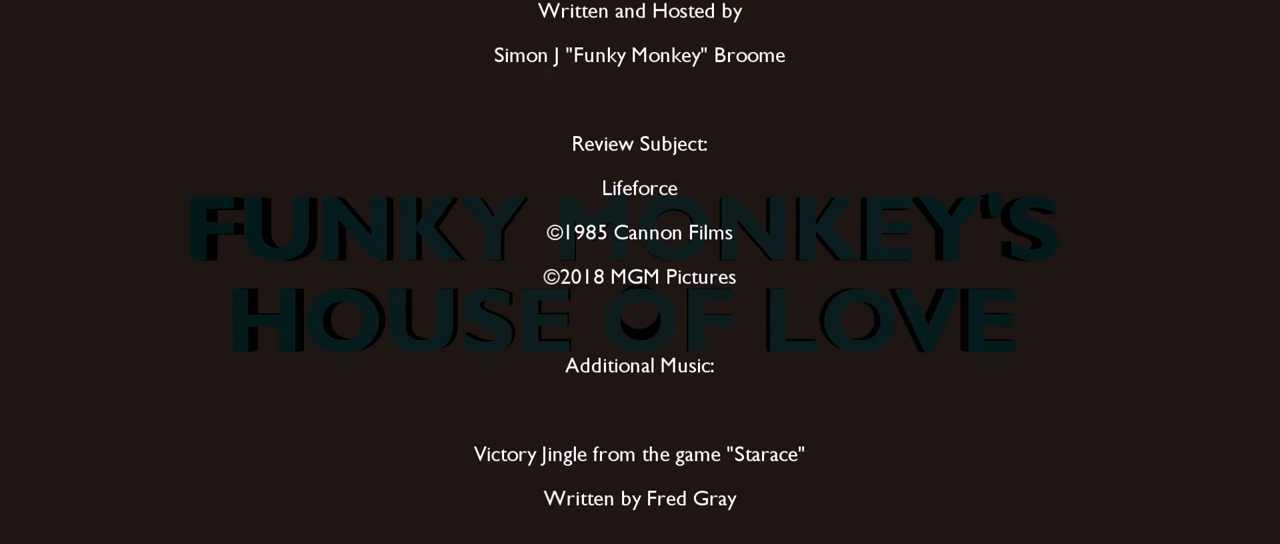 Written and Hosted by
Simon J "Funky Monkey" Broome
Review Subject:
Lifeforce
FUNKY MONKEY'S
©1985 Cannon Films
©2018 MGM Pictures
HOUSE OF LOVE
Additional Music:
Victory Jingle from the game "Starace"
Written by Fred Gray